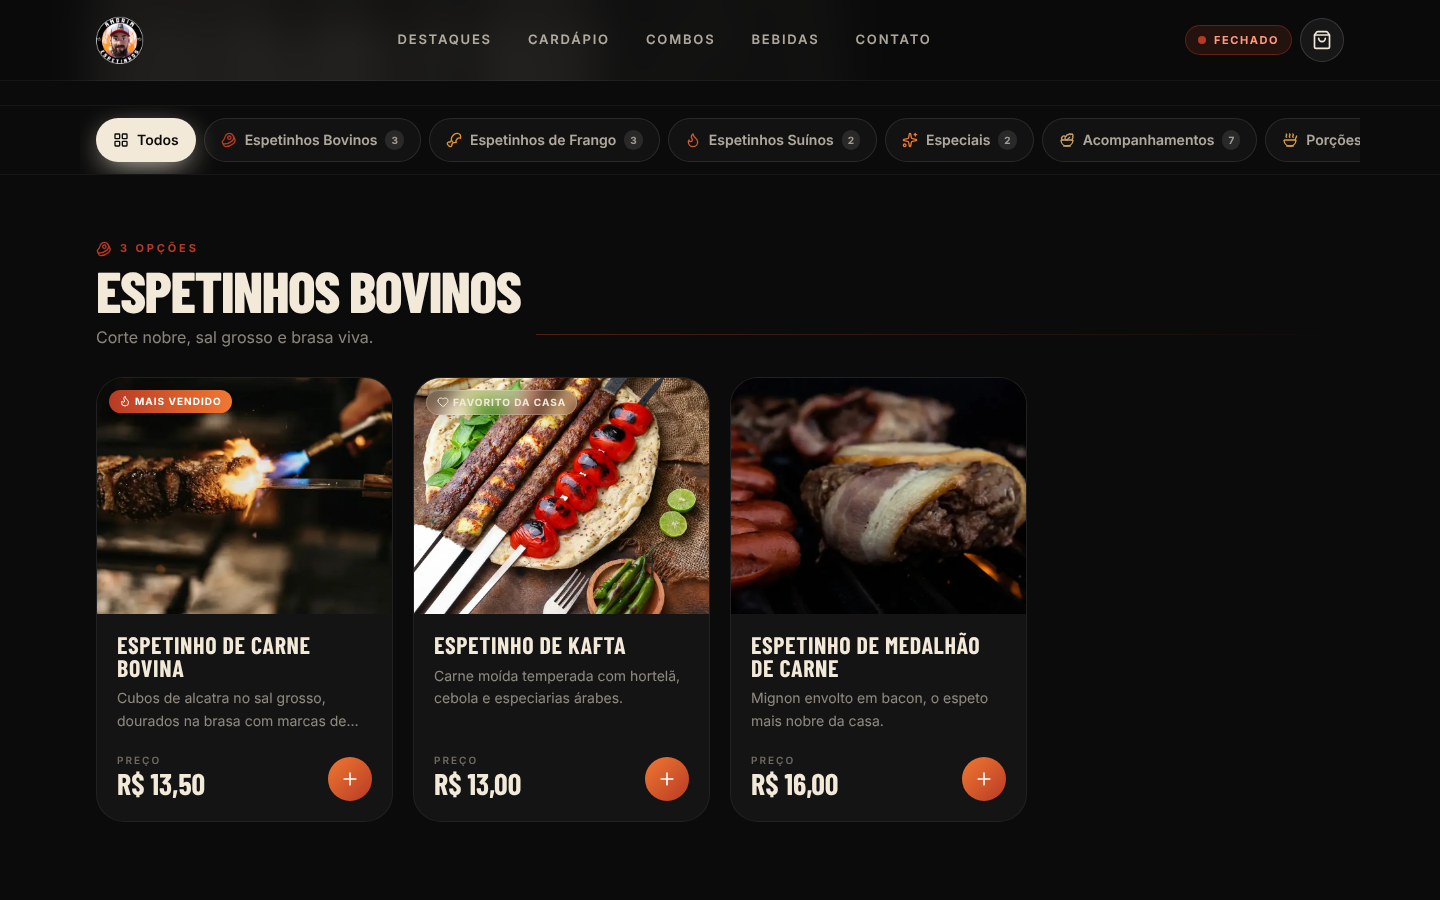 AMORIM
ESPETINHOS
DESTAQUES
CARDÁPIO
COMBOS
BEBIDAS
CONTATO
FECHADO
Todos
Espetinhos Bovinos 3
Espetinhos de Frango 3
Espetinhos Suínos 2
Especiais 2
Acompanhamentos 7
Porções
3 OPÇÕES
ESPETINHOS BOVINOS
Corte nobre, sal grosso e brasa viva.
MAIS VENDIDO
ESPETINHO DE CARNE
BOVINA
Cubos de alcatra no sal grosso,
dourados na brasa com marcas de...
PREÇO
R$ 13,50
FAVORITO DA CASA
ESPETINHO DE KAFTA
Carne moída temperada com hortelã,
cebola e especiarias árabes.
PREÇO
R$ 13,00
ESPETINHO DE MEDALHÃO
DE CARNE
Mignon envolto em bacon, o espeto
mais nobre da casa.
PREÇO
R$ 16,00